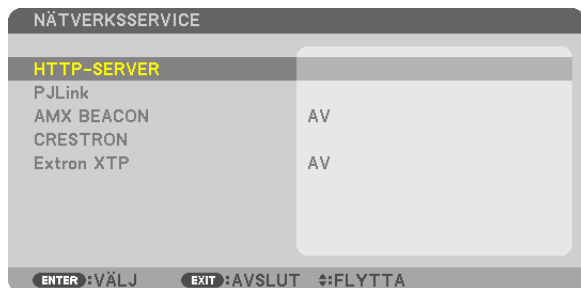 NÄTVERKSSERVICE
HTTP-SERVER
PJLink
AMX BEACON AV
CRESTRON
Extron XTP AV
ENTER:VÄLJ EXIT:AVSLUT ♦:FLYTTA